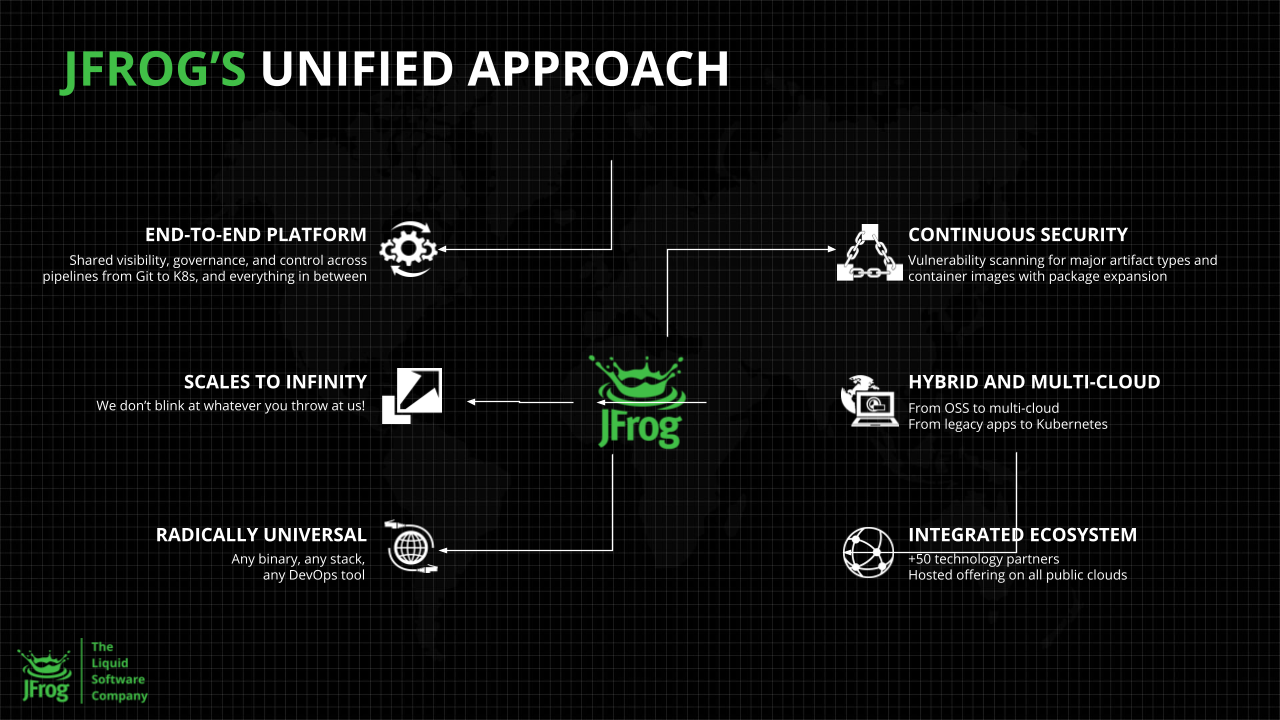 JFROG’S UNIFIED APPROACH
END-TO-END PLATFORM
Shared visibility, governance, and control across
pipelines from Git to K8s, and everything in between
SCALES TO INFINITY
We don’t blink at whatever you throw at us!
RADICALLY UNIVERSAL
Any binary, any stack,
any DevOps tool
JFrog
CONTINUOUS SECURITY
Vulnerability scanning for major artifact types and
container images with package expansion
HYBRID AND MULTI-CLOUD
From OSS to multi-cloud
From legacy apps to Kubernetes
INTEGRATED ECOSYSTEM
+50 technology partners
Hosted offering on all public clouds
JFrog
The
Liquid
Software
Company